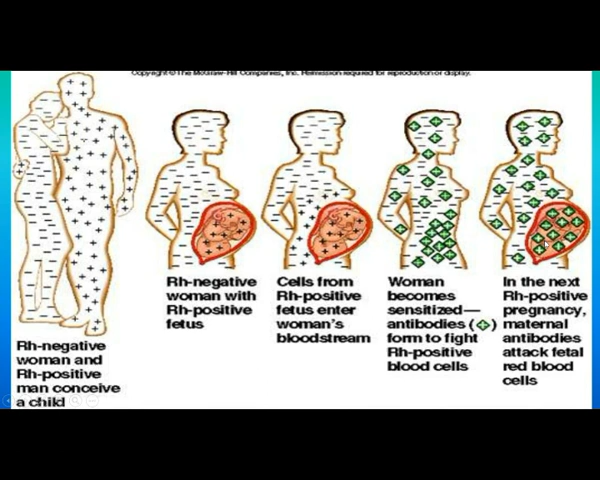 Copyright © The McGraw-Hill Companies, Inc. Permission required for reproduction or display.
Rh-negative
woman and
Rh-positive
man conceive
a child
Rh-negative
woman with
Rh-positive
fetus
Cells from
Rh-positive
fetus enter
woman's
bloodstream
Woman
becomes
sensitized—
antibodies (+)
form to fight
Rh-positive
blood cells
In the next
Rh-positive
pregnancy,
maternal
antibodies
attack fetal
red blood
cells